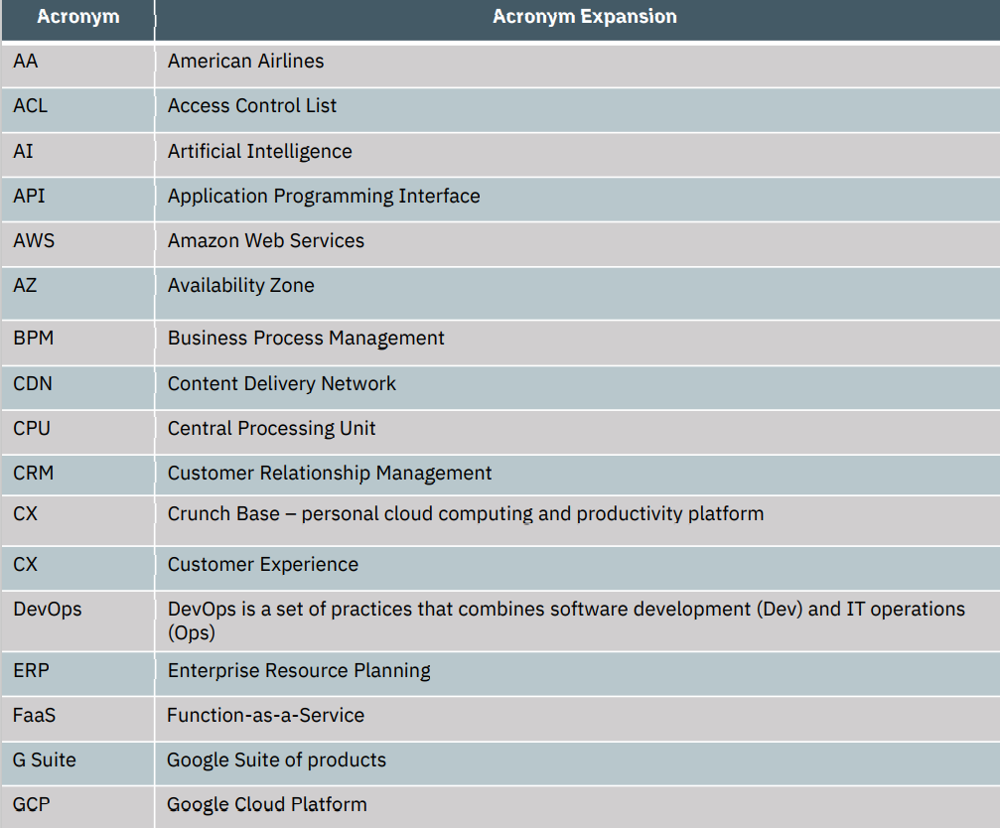 Acronym Acronym Expansion
AA American Airlines
ACL Access Control List
AI Artificial Intelligence
API Application Programming Interface
AWS Amazon Web Services
AZ Availability Zone
BPM Business Process Management
CDN Content Delivery Network
CPU Central Processing Unit
CRM Customer Relationship Management
CX Crunch Base – personal cloud computing and productivity platform
CX Customer Experience
DevOps DevOps is a set of practices that combines software development (Dev) and IT operations
(Ops)
ERP Enterprise Resource Planning
FaaS Function-as-a-Service
G Suite Google Suite of products
GCP Google Cloud Platform